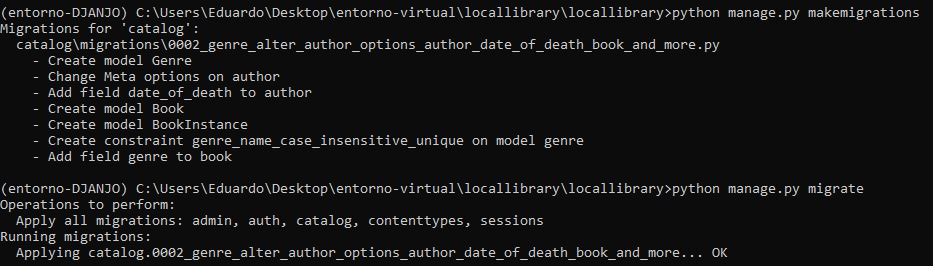 (entorno-DJANJO) C:\Users\Eduardo\Desktop\entorno-virtual\locallibrary\locallibrary>python manage.py makemigrations
Migrations for 'catalog':
  catalog\migrations\0002_genre_alter_author_options_author_date_of_death_book_and_more.py
    - Create model Genre
    - Change Meta options on author
    - Add field date_of_death to author
    - Create model Book
    - Create model BookInstance
    - Create constraint genre_name_case_insensitive_unique on model genre
    - Add field genre to book
(entorno-DJANJO) C:\Users\Eduardo\Desktop\entorno-virtual\locallibrary\locallibrary>python manage.py migrate
Operations to perform:
  Apply all migrations: admin, auth, catalog, contenttypes, sessions
Running migrations:
  Applying catalog.0002_genre_alter_author_options_author_date_of_death_book_and_more... OK